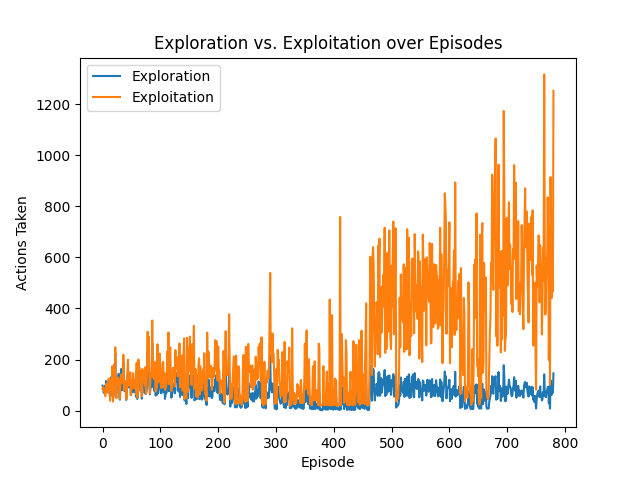 Exploration vs. Exploitation over Episodes
Exploration
Exploitation
1200
1000
800
600
400
200
0
Actions Taken
0 100 200 300 400 500 600 700 800
Episode